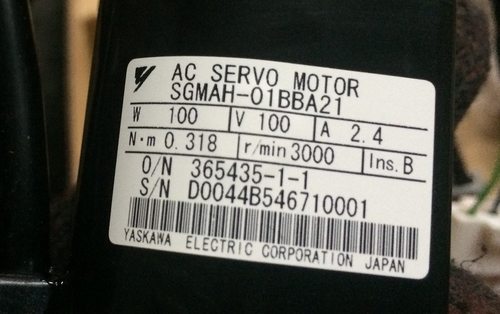 AC SERVO MOTOR
SGMAH-01BBA21
W 100 V 100 A 2.4
N·m 0.318 r/min 3000 Ins. B
O/N 365435-1-1
S/N D0044B546710001
YASKAWA ELECTRIC CORPORATION JAPAN